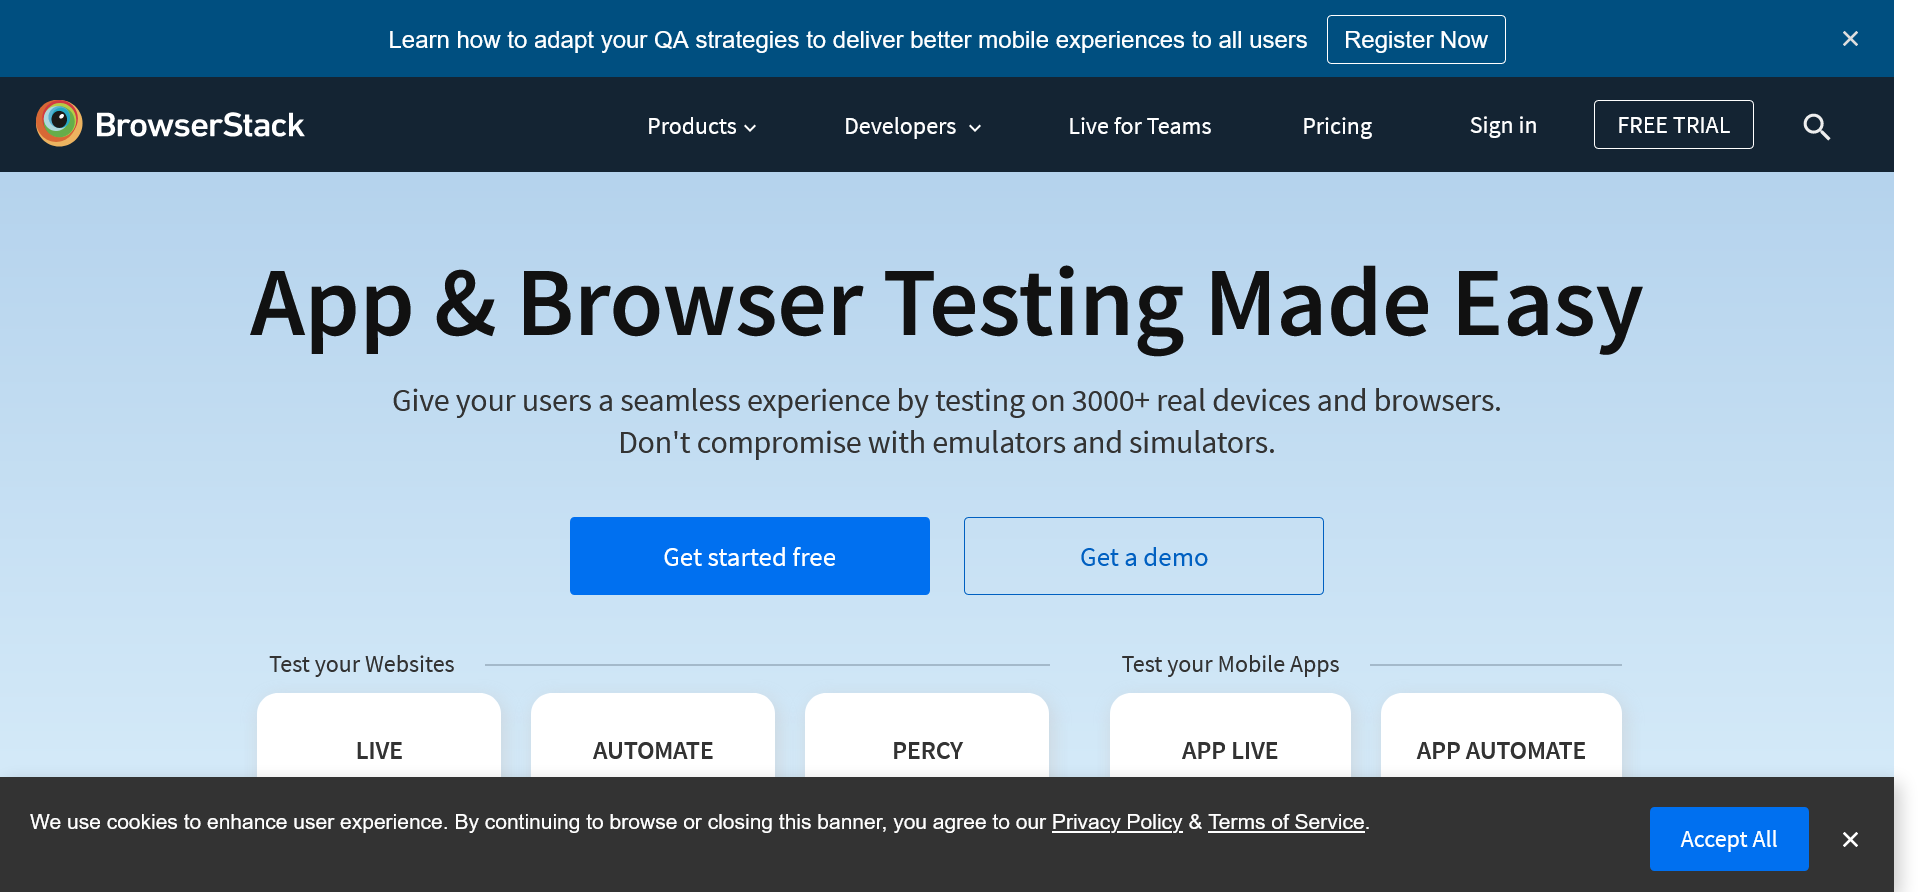 Learn how to adapt your QA strategies to deliver better mobile experiences to all users Register Now
BrowserStack Products Developers Live for Teams Pricing Sign in FREE TRIAL
App & Browser Testing Made Easy
Give your users a seamless experience by testing on 3000+ real devices and browsers.
Don't compromise with emulators and simulators.
Get started free Get a demo
Test your Websites Test your Mobile Apps
LIVE AUTOMATE PERCY APP LIVE APP AUTOMATE
We use cookies to enhance user experience. By continuing to browse or closing this banner, you agree to our Privacy Policy & Terms of Service.
Accept All